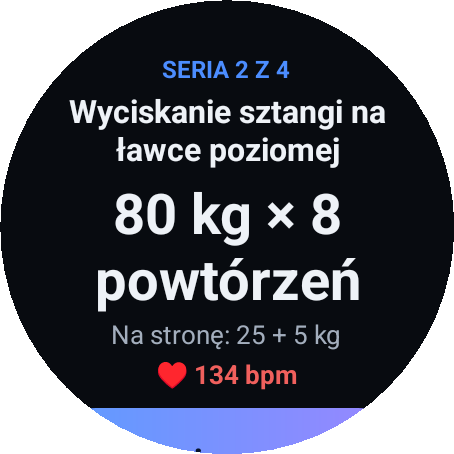 SERIA 2 Z 4
Wyciskanie sztangi na
ławce poziomej
80 kg × 8
powtórzeń
Na stronę: 25 + 5 kg
❤️ 134 bpm